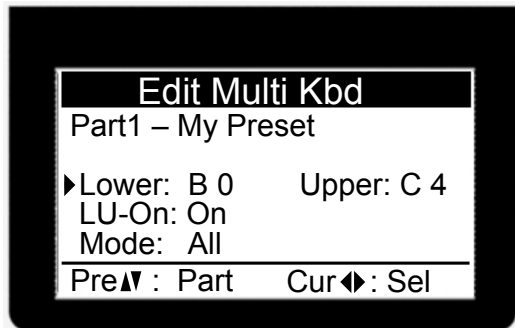 Edit Multi Kbd
Part1 – My Preset
Lower: B 0 Upper: C 4
LU-On: On
Mode: All
Pre▲▼ : Part Cur◀▶ : Sel